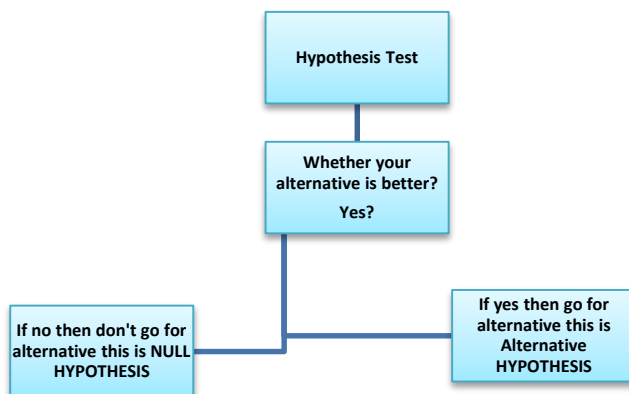 Hypothesis Test
Whether your
alternative is better?
Yes?
If no then don't go for
alternative this is NULL
HYPOTHESIS
If yes then go for
alternative this is
Alternative
HYPOTHESIS